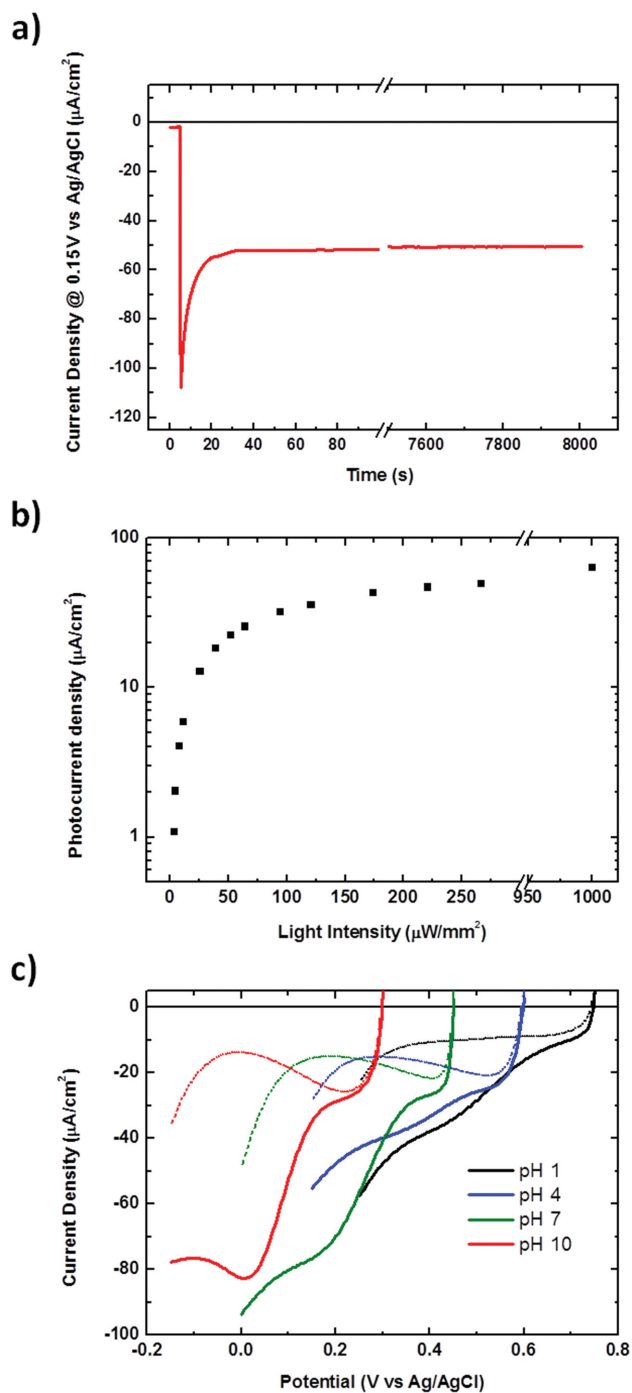 a)
Current Density @ 0.15V vs Ag/AgCl (µA/cm²)
0
-20
-40
-60
-80
-100
-120
0 20 40 60 80 7600 7800 8000
Time (s)
b)
Photocurrent density (µA/cm²)
100
10
1
0 50 100 150 200 250 950 1000
Light Intensity (µW/mm²)
c)
Current Density (µA/cm²)
0
-20
-40
-60
-80
-100
pH 1
pH 4
pH 7
pH 10
-0.2 0.0 0.2 0.4 0.6 0.8
Potential (V vs Ag/AgCl)